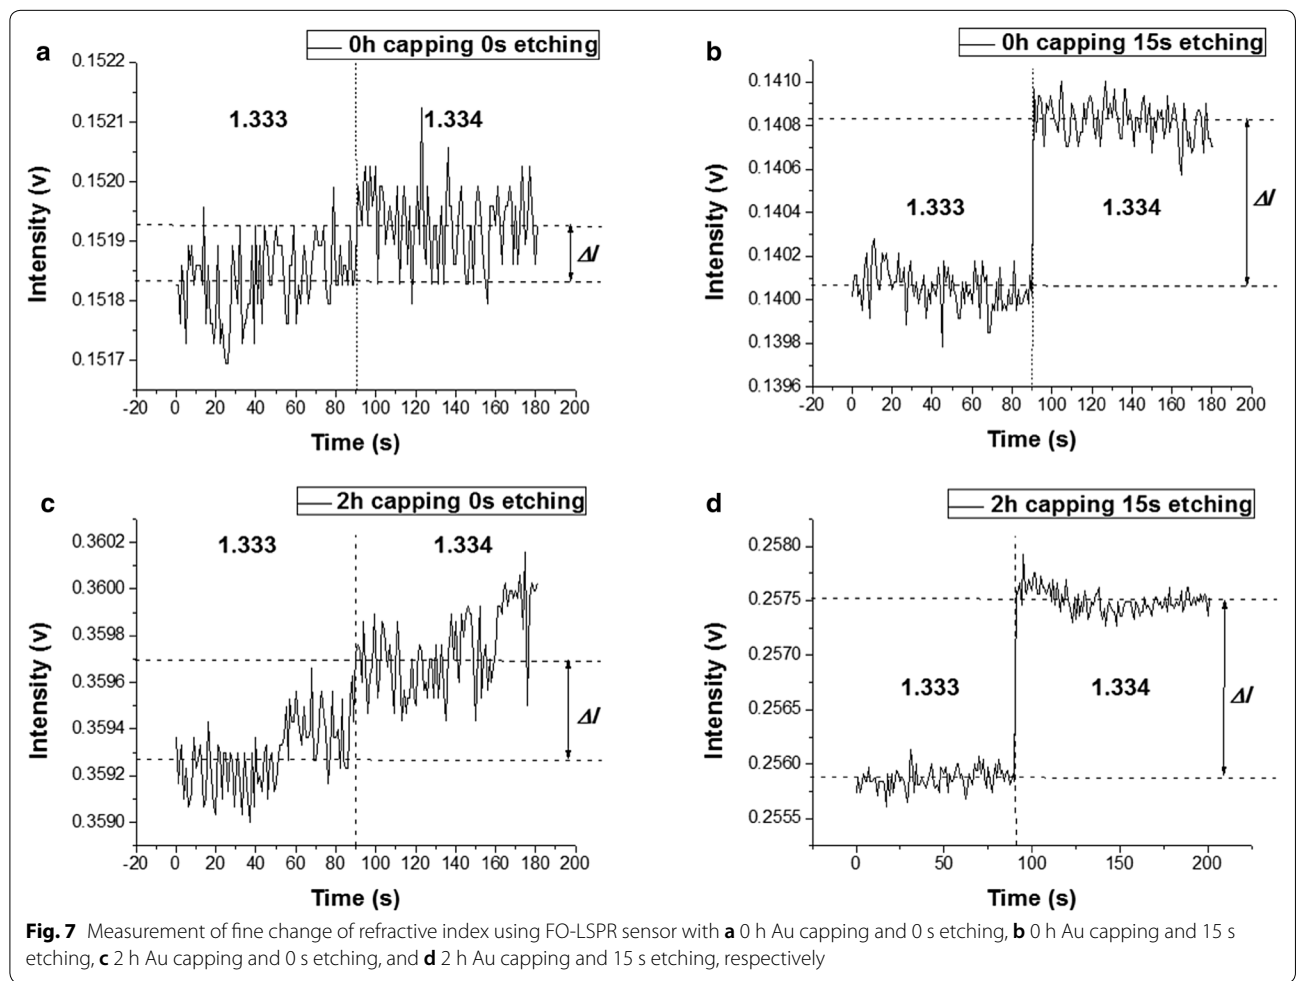 a
0h capping 0s etching
0.1522
0.1521
0.1520
0.1519
0.1518
0.1517
Intensity (v)
1.333
1.334
ΔI
-20 0 20 40 60 80 100 120 140 160 180 200
Time (s)
b
0h capping 15s etching
0.1410
0.1408
0.1406
0.1404
0.1402
0.1400
0.1398
0.1396
Intensity (v)
1.333
1.334
ΔI
-20 0 20 40 60 80 100 120 140 160 180 200
Time (s)
c
2h capping 0s etching
0.3602
0.3600
0.3598
0.3596
0.3594
0.3592
0.3590
Intensity (v)
1.333
1.334
ΔI
-20 0 20 40 60 80 100 120 140 160 180 200
Time (s)
d
2h capping 15s etching
0.2580
0.2575
0.2570
0.2565
0.2560
0.2555
Intensity (v)
1.333
1.334
ΔI
0 50 100 150 200
Time (s)
Fig. 7 Measurement of fine change of refractive index using FO-LSPR sensor with a 0 h Au capping and 0 s etching, b 0 h Au capping and 15 s
etching, c 2 h Au capping and 0 s etching, and d 2 h Au capping and 15 s etching, respectively